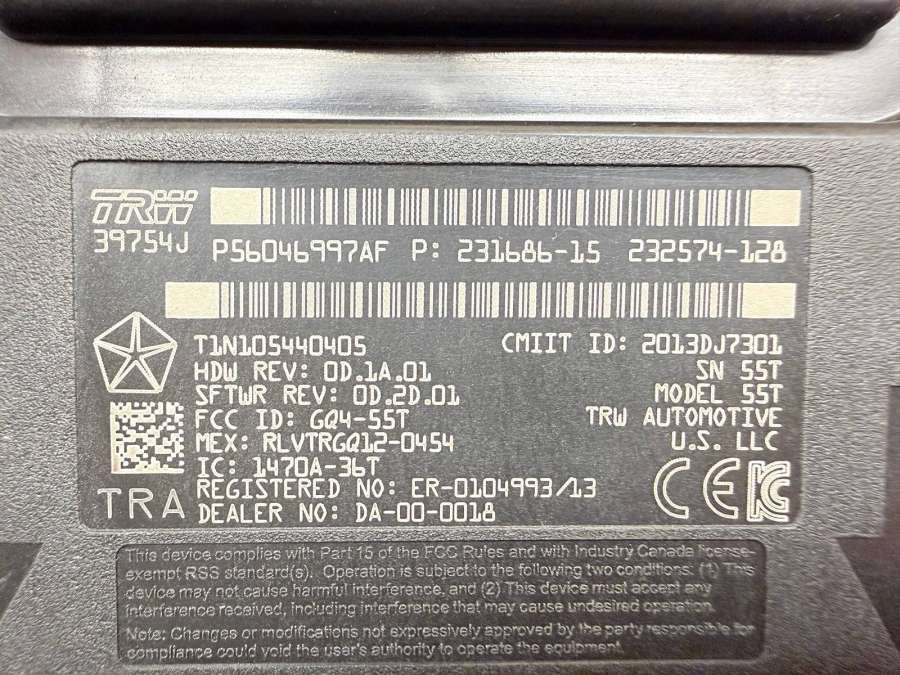 TRW
39754J P56046997AF P: 231686-15 232574-128
T1N105440405 CMIIT ID: 2013DJ7301
HDW REV: 0D.1A.01 SN 55T
SFTWR REV: 0D.2D.01 MODEL 55T
FCC ID: GQ4-55T TRW AUTOMOTIVE
MEX: RLVTRGQ12-0454 U.S. LLC
IC: 1470A-36T
TRA REGISTERED NO: ER-0104993/13
DEALER NO: DA-00-0018
CE KC
This device complies with Part 15 of the FCC Rules and with Industry Canada license-
exempt RSS standard(s). Operation is subject to the following two conditions: (1) This
device may not cause harmful interference, and (2) This device must accept any
interference received, including interference that may cause undesired operation.
Note: Changes or modifications not expressively approved by the party responsible for
compliance could void the user's authority to operate the equipment.